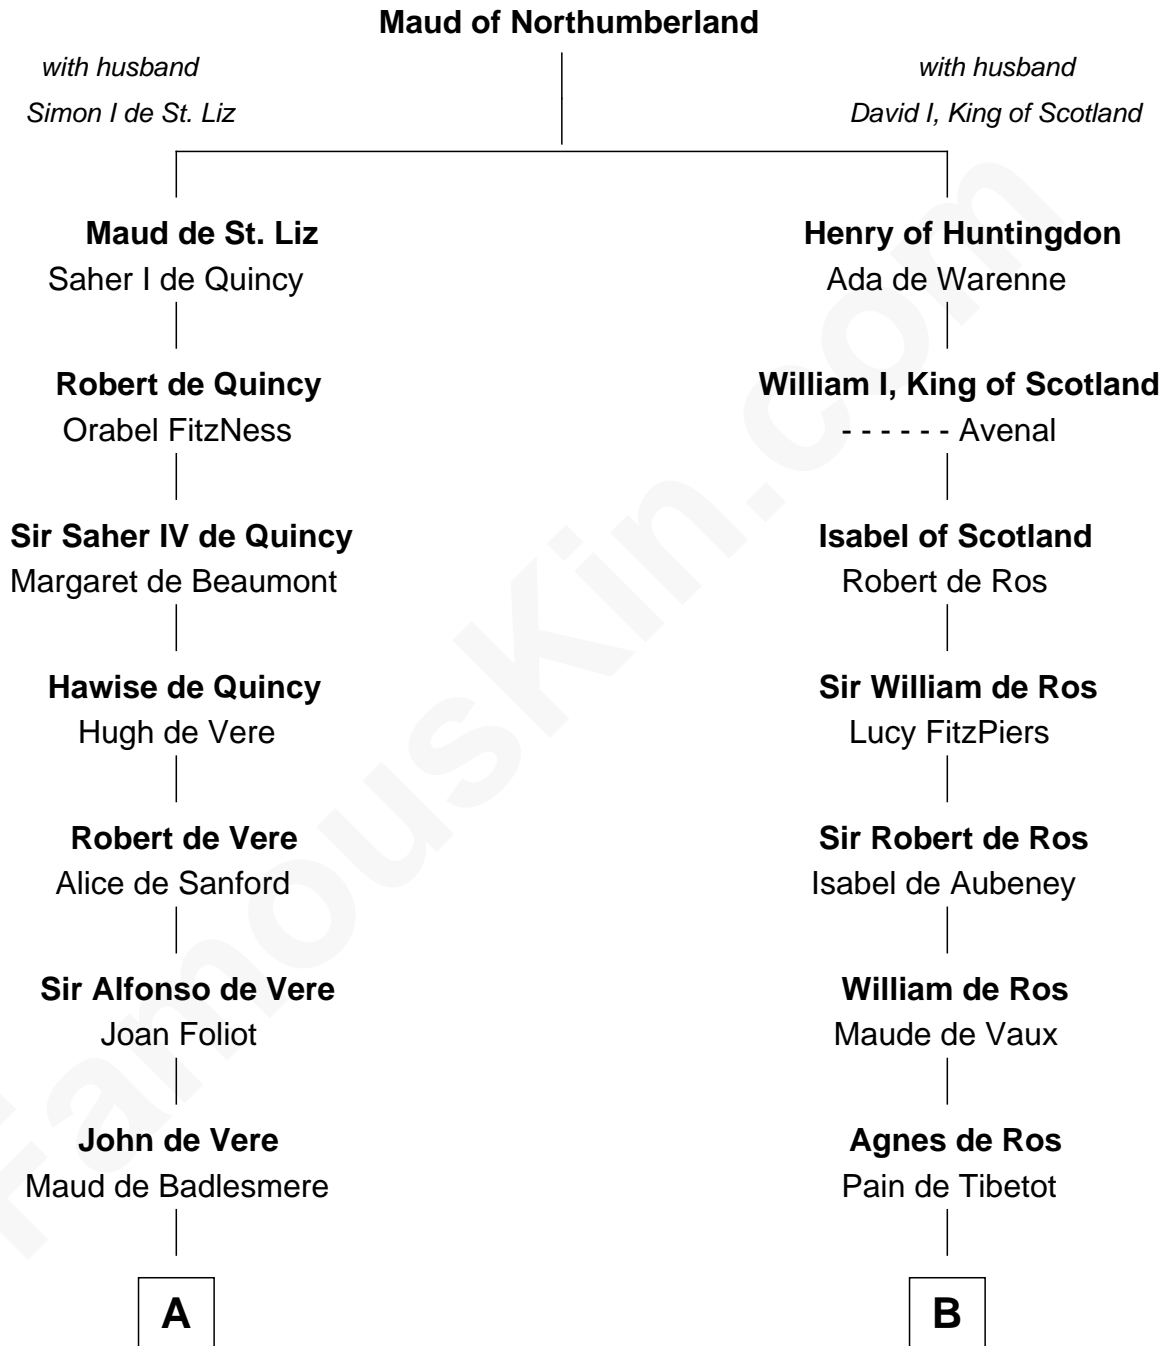 Maud of Northumberland
with husband
Simon I de St. Liz
with husband
David I, King of Scotland
Maud de St. Liz
Saher I de Quincy
Henry of Huntingdon
Ada de Warenne
Robert de Quincy
Orabel FitzNess
William I, King of Scotland
- - - - - - Avenal
Sir Saher IV de Quincy
Margaret de Beaumont
Isabel of Scotland
Robert de Ros
Hawise de Quincy
Hugh de Vere
Sir William de Ros
Lucy FitzPiers
Robert de Vere
Alice de Sanford
Sir Robert de Ros
Isabel de Aubeney
Sir Alfonso de Vere
Joan Foliot
William de Ros
Maude de Vaux
John de Vere
Maud de Badlesmere
Agnes de Ros
Pain de Tibetot
A
B
FamousKin.com